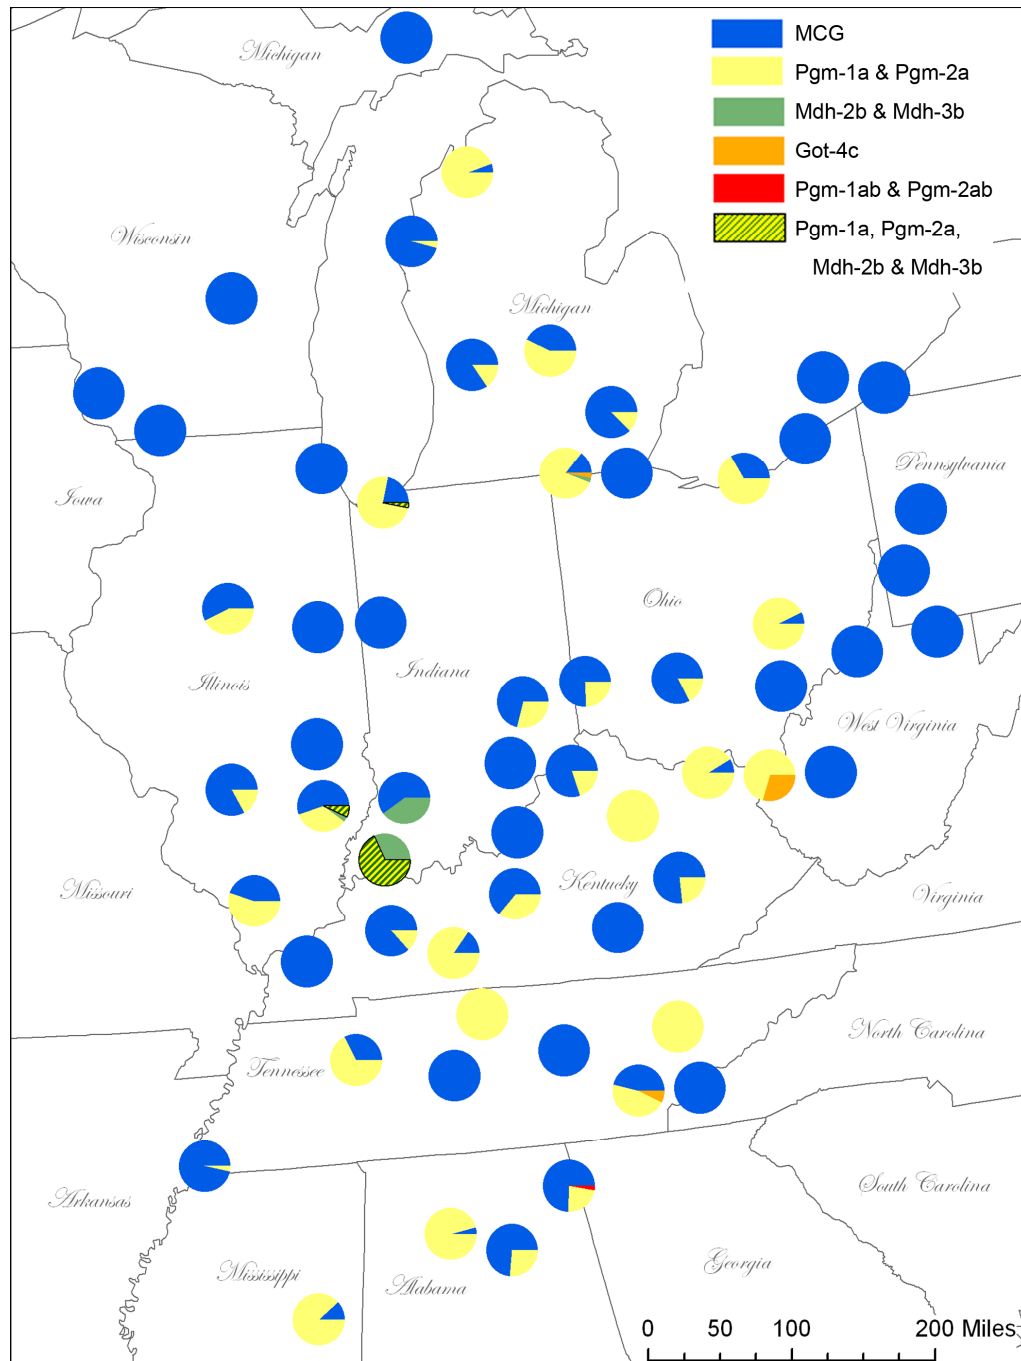 Michigan
MCG
Pgm-1a & Pgm-2a
Mdh-2b & Mdh-3b
Got-4c
Pgm-1ab & Pgm-2ab
Pgm-1a, Pgm-2a,
Mdh-2b & Mdh-3b
Wisconsin
Michigan
Pennsylvania
Iowa
Ohio
Indiana
Illinois
West Virginia
Kentucky
Missouri
Virginia
North Carolina
Tennessee
South Carolina
Arkansas
Georgia
Mississippi
Alabama
0 50 100 200 Miles